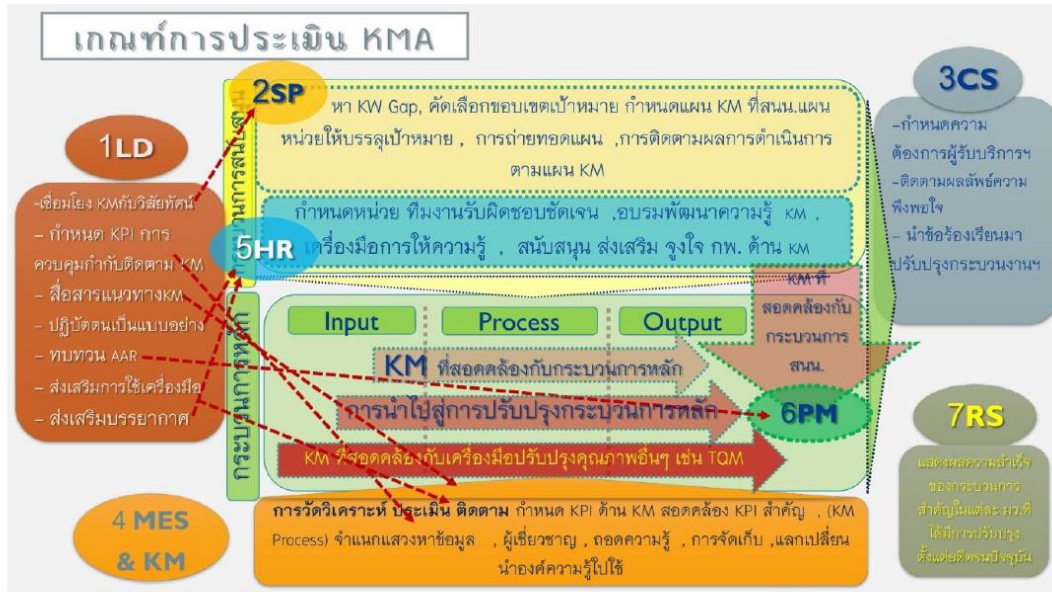 เกณฑ์การประเมิน KMA
1LD
-เชื่อมโยง KMกับวิสัยทัศน์
- กำหนด KPI การ
ควบคุมกำกับติดตาม KM
- สื่อสารแนวทางKM
- ปฏิบัตตนเป็นแบบอย่าง
- ทบทวน AAR
- ส่งเสริมการใช้เครื่องมือ
- ส่งเสริมบรรยากาศ
กระบวนการสนับสนุน
2SP
หา KW Gap, คัดเลือกขอบเขตเป้าหมาย กำหนดแผน KM ที่สนน.แผน
หน่วยให้บรรลุเป้าหมาย , การถ่ายทอดแผน ,การติดตามผลการดำเนินการ
ตามแผน KM
5HR
กำหนดหน่วย ทีมงานรับผิดชอบชัดเจน ,อบรมพัฒนาความรู้ KM ,
เครื่องมือการให้ความรู้ , สนับสนุน ส่งเสริม จูงใจ กพ. ด้าน KM
กระบวนการหลัก
Input
Process
Output
KM ที่สอดคล้องกับกระบวนการหลัก
การนำไปสู่การปรับปรุงกระบวนการหลัก
KM ที่สอดคล้องกับเครื่องมือปรับปรุงคุณภาพอื่นๆ เช่น TQM
KM ที่
สอดคล้องกับ
กระบวนการ
สนน.
6PM
3CS
-กำหนดความ
ต้องการผู้รับบริการฯ
-ติดตามผลลัพธ์ความ
พึงพอใจ
- นำข้อร้องเรียนมา
ปรับปรุงกระบวนงานฯ
4 MES
& KM
การวัดวิเคราะห์ ประเมิน ติดตาม กำหนด KPI ด้าน KM สอดคล้อง KPI สำคัญ , (KM
Process) จำแนกแสวงหาข้อมูล , ผู้เชี่ยวชาญ , ถอดความรู้ , การจัดเก็บ ,แลกเปลี่ยน
นำองค์ความรู้ไปใช้
7RS
แสดงผลความสำเร็จ
ของกระบวนการ
สำคัญในแต่ละ มว.ที่
ได้มีการปรับปรุง
ตั้งแต่อดีตจนปัจจุบัน